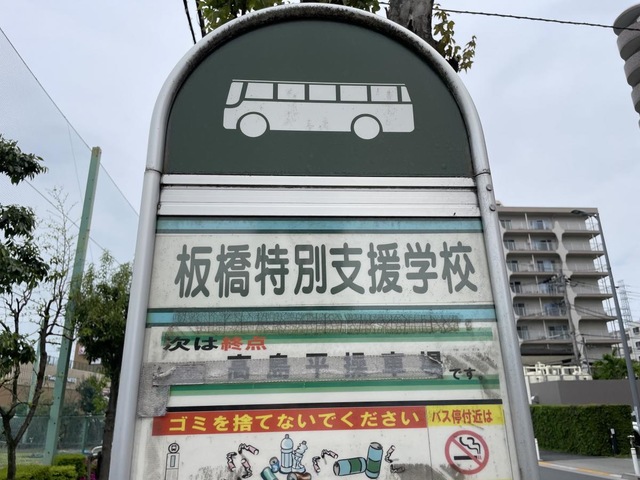 板橋特別支援学校
次は終点
高島平操車場 です
ゴミを捨てないでください
バス停付近は